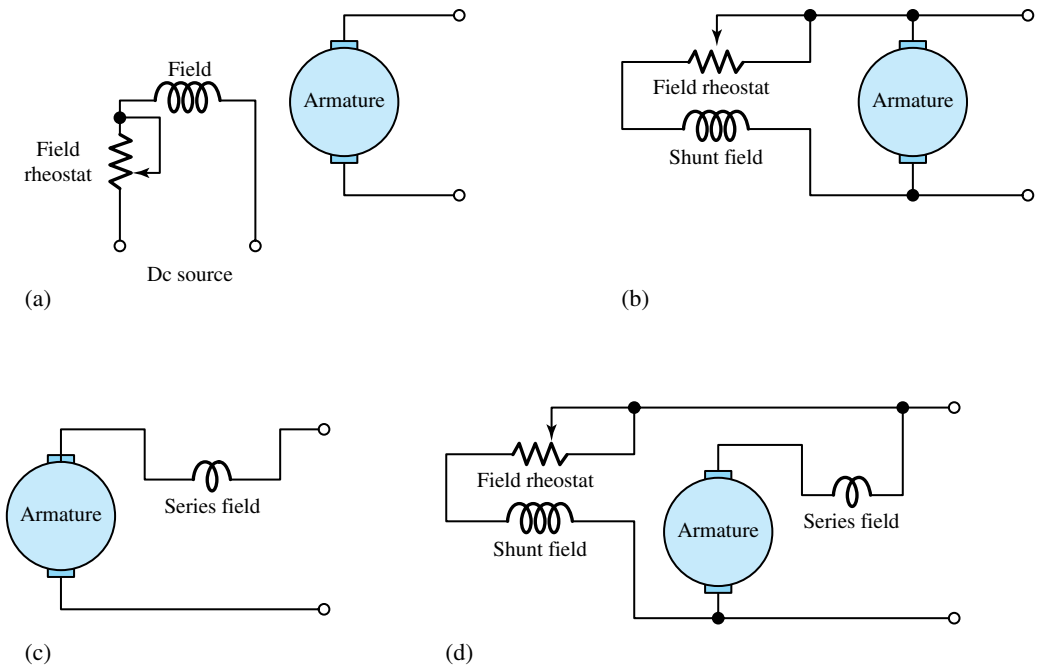 Field
Armature
Field
rheostat
Dc source
(a)
Field rheostat
Armature
Shunt field
(b)
Armature
Series field
(c)
Field rheostat
Shunt field
Armature
Series field
(d)